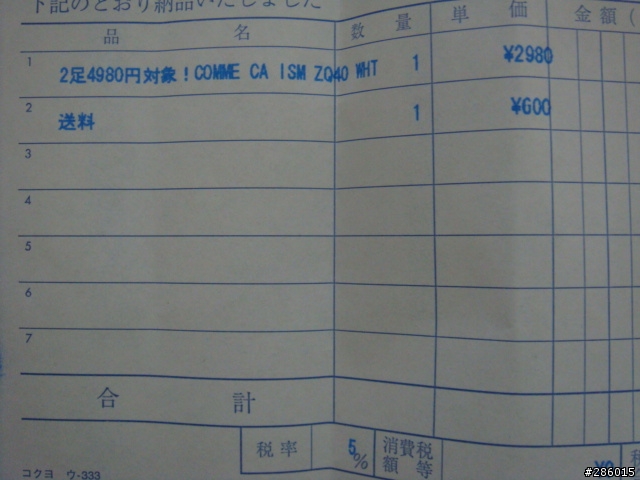 下記のとおり納品いたしました
品 名 数 量 単 価 金 額 (
1 2足4980円対象!COMME CA ISM ZQ40 WHT 1 ¥2980
2 送料 1 ¥600
3
4
5
6
7
合 計
税 率 5% 消費税額等 ¥0 税
コクヨ ウ-333
#286015